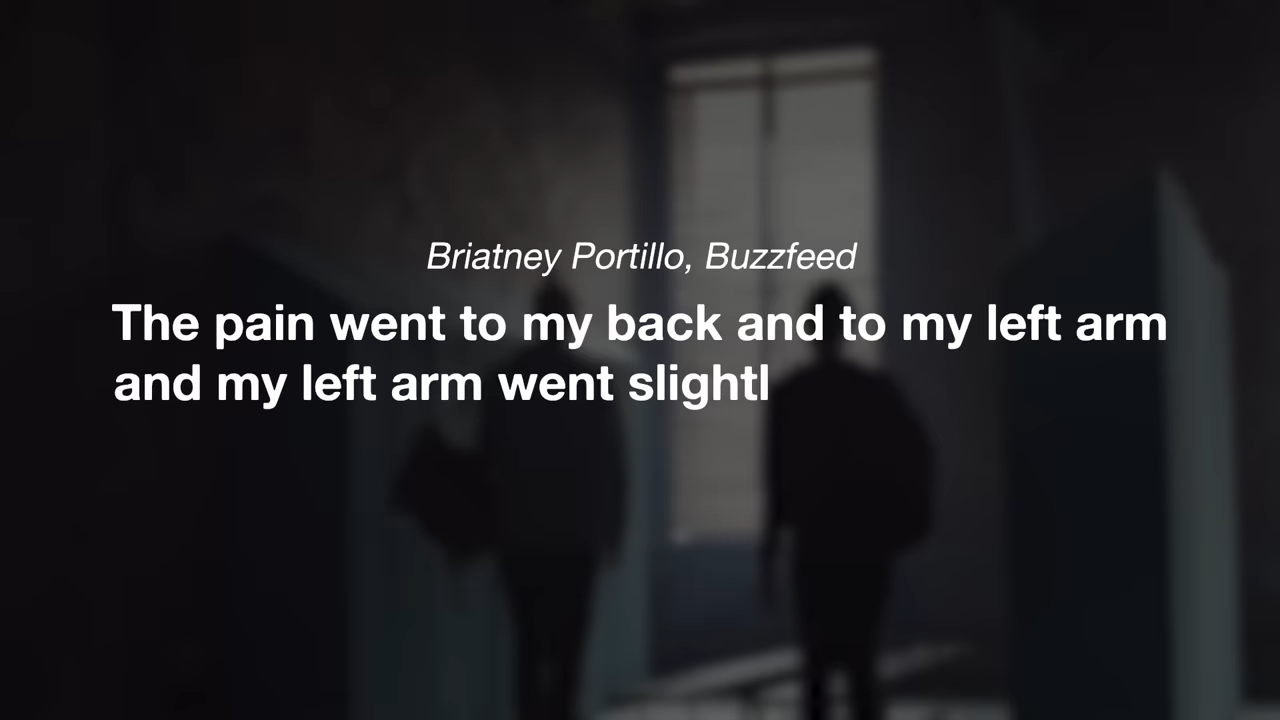 Briatney Portillo, Buzzfeed
The pain went to my back and to my left arm
and my left arm went slightl